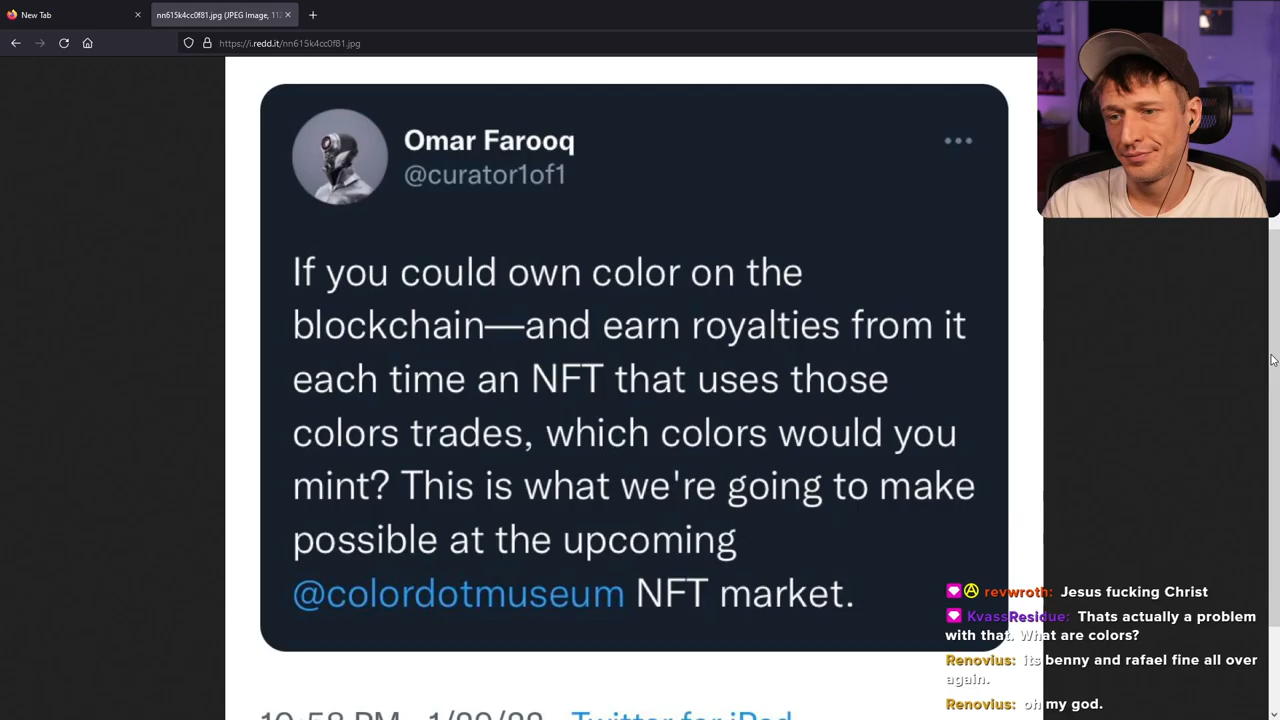 New Tab
nn615k4cc0f81.jpg (JPEG Image, 11
https://i.redd.it/nn615k4cc0f81.jpg
Omar Farooq
@curator1of1
If you could own color on the
blockchain—and earn royalties from it
each time an NFT that uses those
colors trades, which colors would you
mint? This is what we're going to make
possible at the upcoming
@colordotmuseum NFT market.
Twitter for iPad
revwroth: Jesus fucking Christ
KvassResidue: Thats actually a problem
with that. What are colors?
Renovius: its benny and rafael fine all over
again.
Renovius: oh my god.